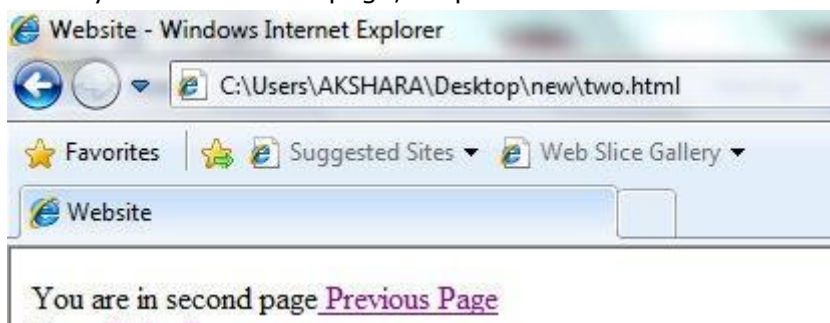 Website - Windows Internet Explorer
C:\Users\AKSHARA\Desktop\new\two.html
Favorites Suggested Sites Web Slice Gallery
Website
You are in second page Previous Page